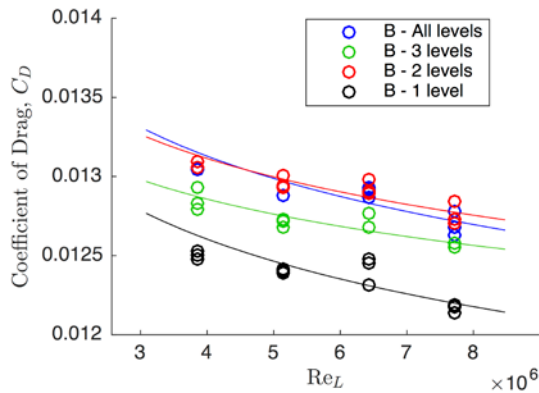 0.014
0.0135
0.013
0.0125
0.012
Coefficient of Drag, C_D
B - All levels
B - 3 levels
B - 2 levels
B - 1 level
3 4 5 6 7 8
Re_L
×10^6